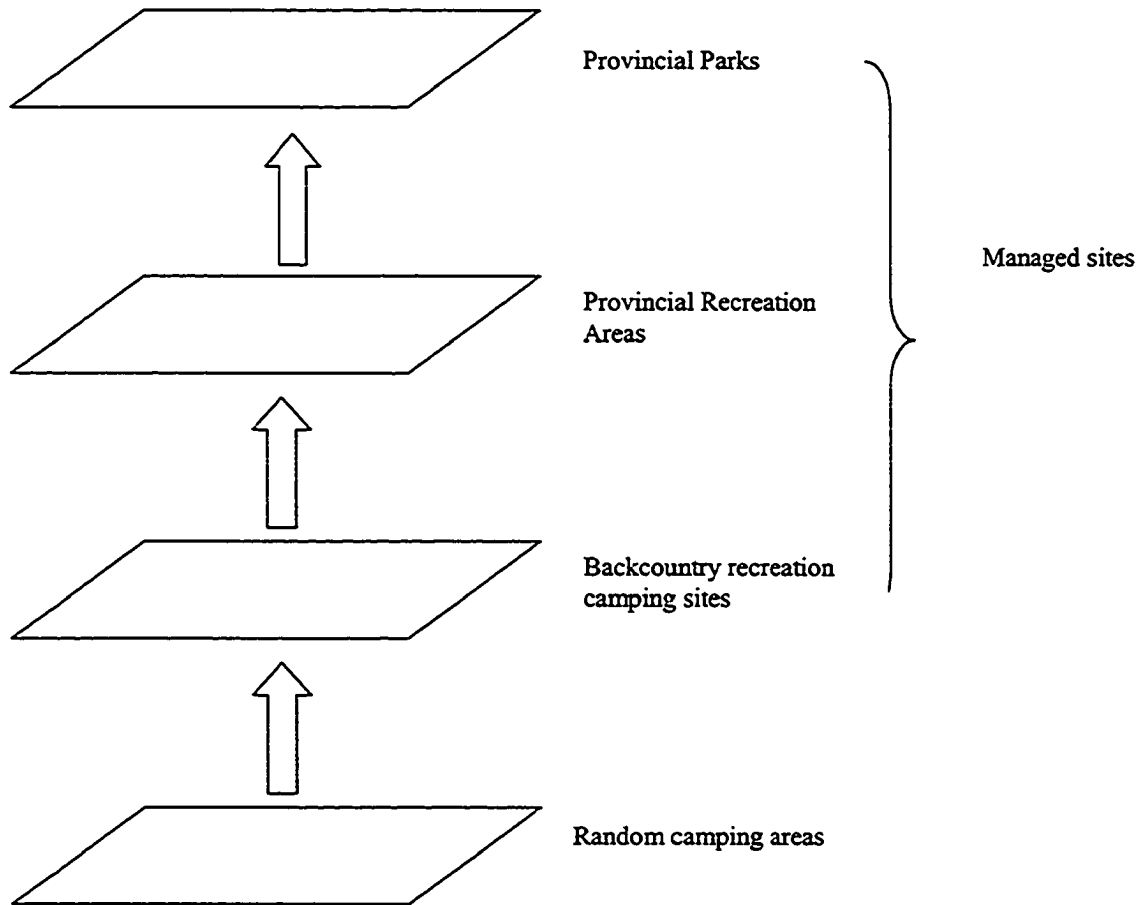 Provincial Parks
Managed sites
Provincial Recreation
Areas
Backcountry recreation
camping sites
Random camping areas